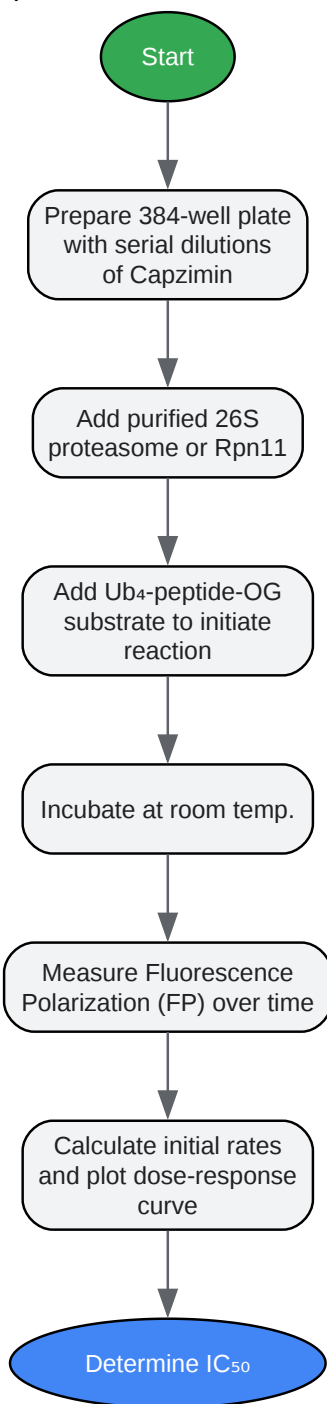 Start
Prepare 384-well plate
with serial dilutions
of Capzimin
Add purified 26S
proteasome or Rpn11
Add Ub₄-peptide-OG
substrate to initiate
reaction
Incubate at room temp.
Measure Fluorescence
Polarization (FP) over time
Calculate initial rates
and plot dose-response
curve
Determine IC₅₀